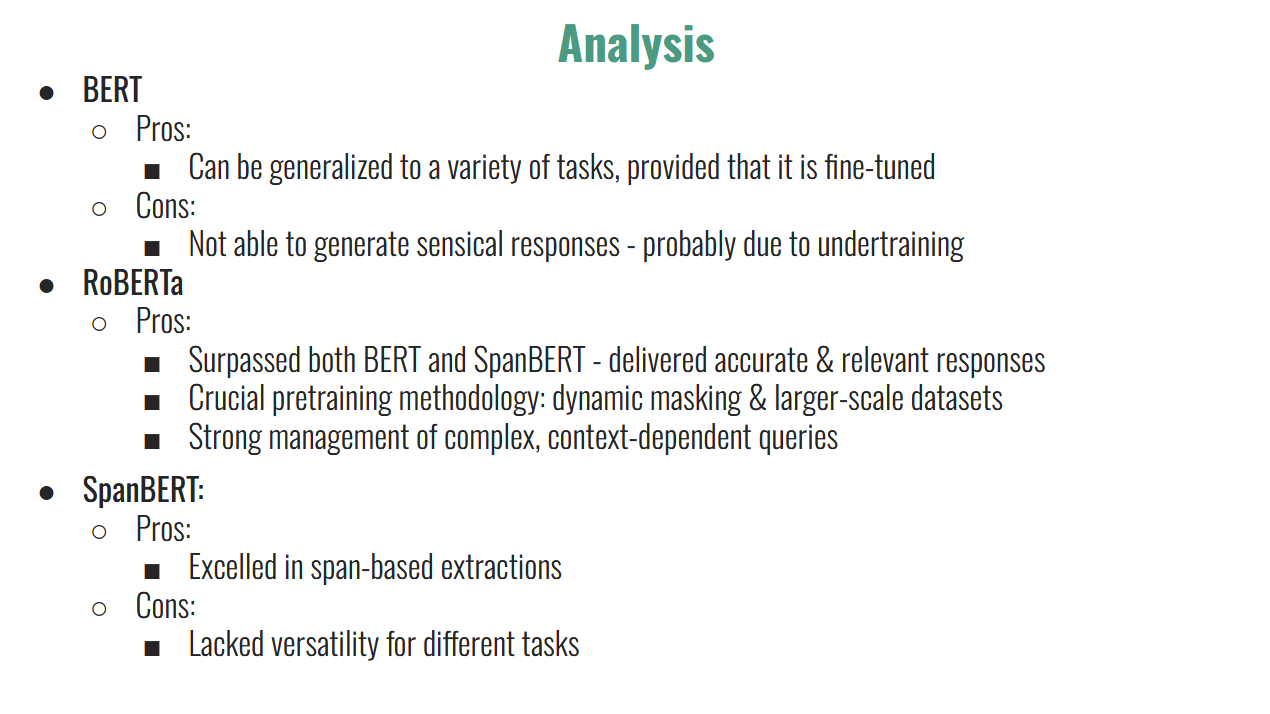 Analysis
● BERT
○ Pros:
■ Can be generalized to a variety of tasks, provided that it is fine-tuned
○ Cons:
■ Not able to generate sensical responses - probably due to undertraining
● RoBERTa
○ Pros:
■ Surpassed both BERT and SpanBERT - delivered accurate & relevant responses
■ Crucial pretraining methodology: dynamic masking & larger-scale datasets
■ Strong management of complex, context-dependent queries
● SpanBERT:
○ Pros:
■ Excelled in span-based extractions
○ Cons:
■ Lacked versatility for different tasks